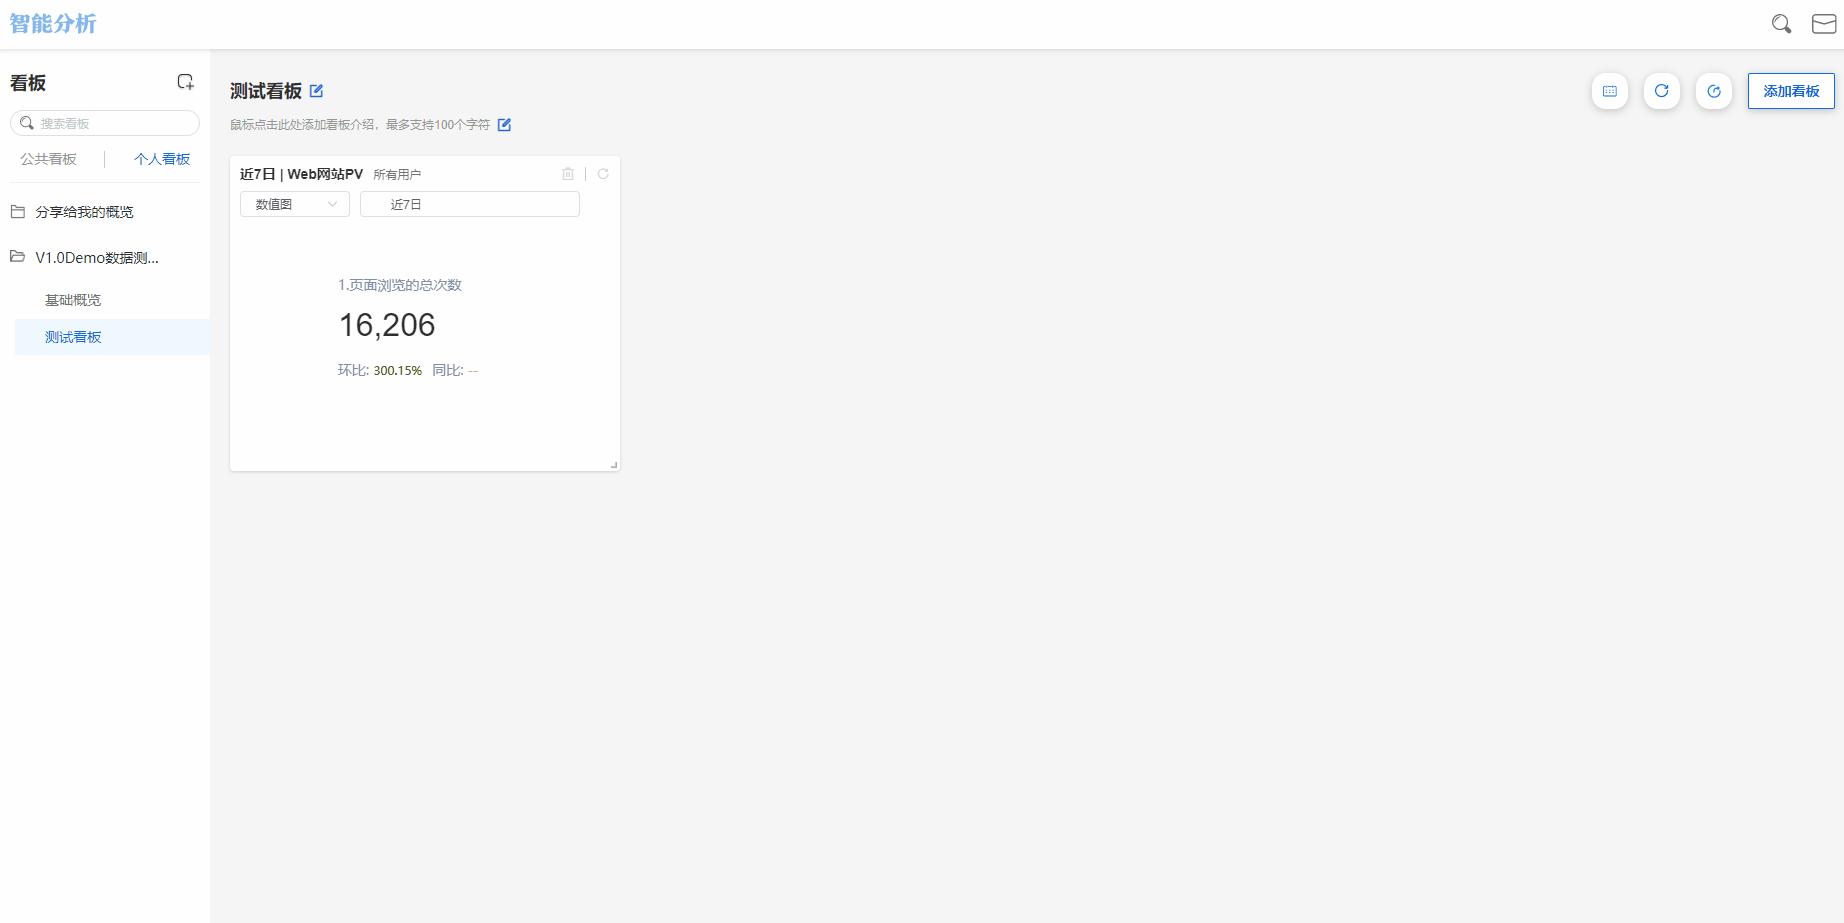 智能分析
看板
搜索看板
公共看板 个人看板
分享给我的概览
V1.0Demo数据测...
基础概览
测试看板
测试看板
添加看板
鼠标点击此处添加看板介绍，最多支持100个字符
近7日 | Web网站PV 所有用户
数值图 近7日
1.页面浏览的总次数
16,206
环比: 300.15% 同比: --